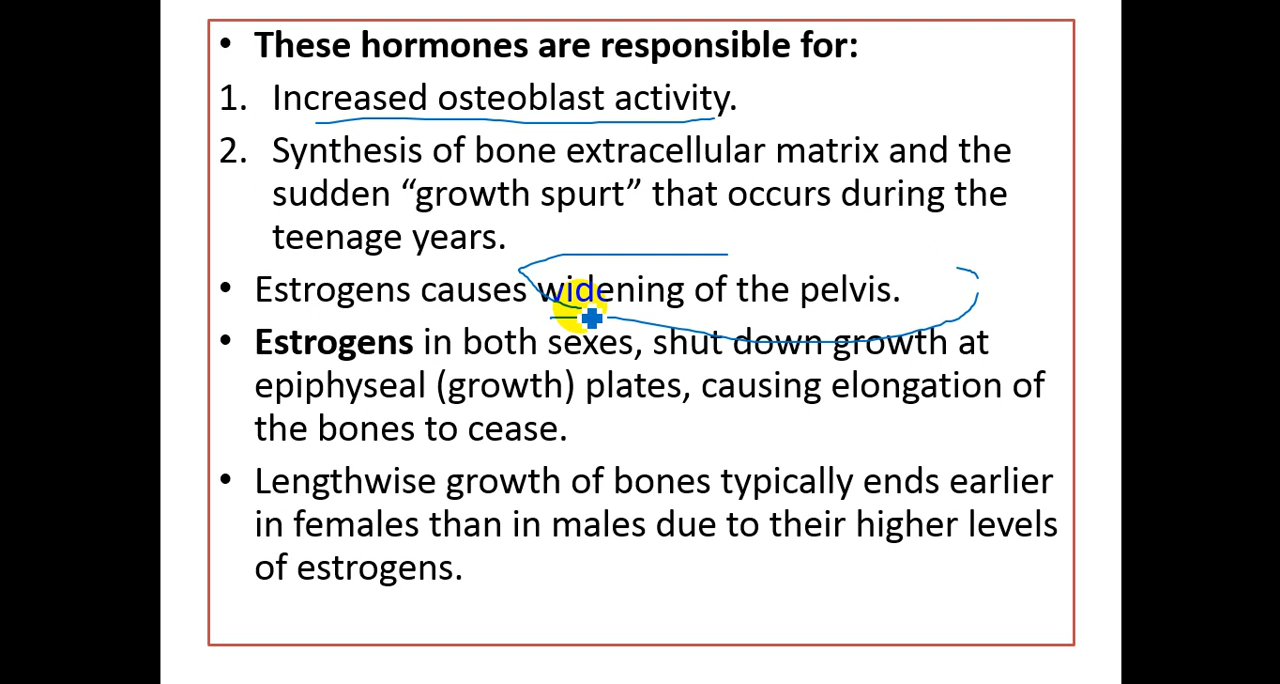 • These hormones are responsible for:
1. Increased osteoblast activity.
2. Synthesis of bone extracellular matrix and the
sudden “growth spurt” that occurs during the
teenage years.
• Estrogens causes widening of the pelvis.
• Estrogens in both sexes, shut down growth at
epiphyseal (growth) plates, causing elongation of
the bones to cease.
• Lengthwise growth of bones typically ends earlier
in females than in males due to their higher levels
of estrogens.